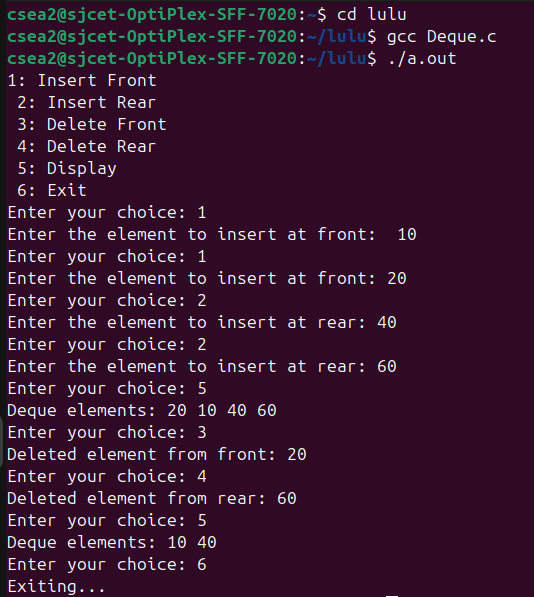 csea2@sjcet-OptiPlex-SFF-7020:~$ cd lulu
csea2@sjcet-OptiPlex-SFF-7020:~/lulu$ gcc Deque.c
csea2@sjcet-OptiPlex-SFF-7020:~/lulu$ ./a.out
1: Insert Front
 2: Insert Rear
 3: Delete Front
 4: Delete Rear
 5: Display
 6: Exit
Enter your choice: 1
Enter the element to insert at front:  10
Enter your choice: 1
Enter the element to insert at front: 20
Enter your choice: 2
Enter the element to insert at rear: 40
Enter your choice: 2
Enter the element to insert at rear: 60
Enter your choice: 5
Deque elements: 20 10 40 60
Enter your choice: 3
Deleted element from front: 20
Enter your choice: 4
Deleted element from rear: 60
Enter your choice: 5
Deque elements: 10 40
Enter your choice: 6
Exiting...